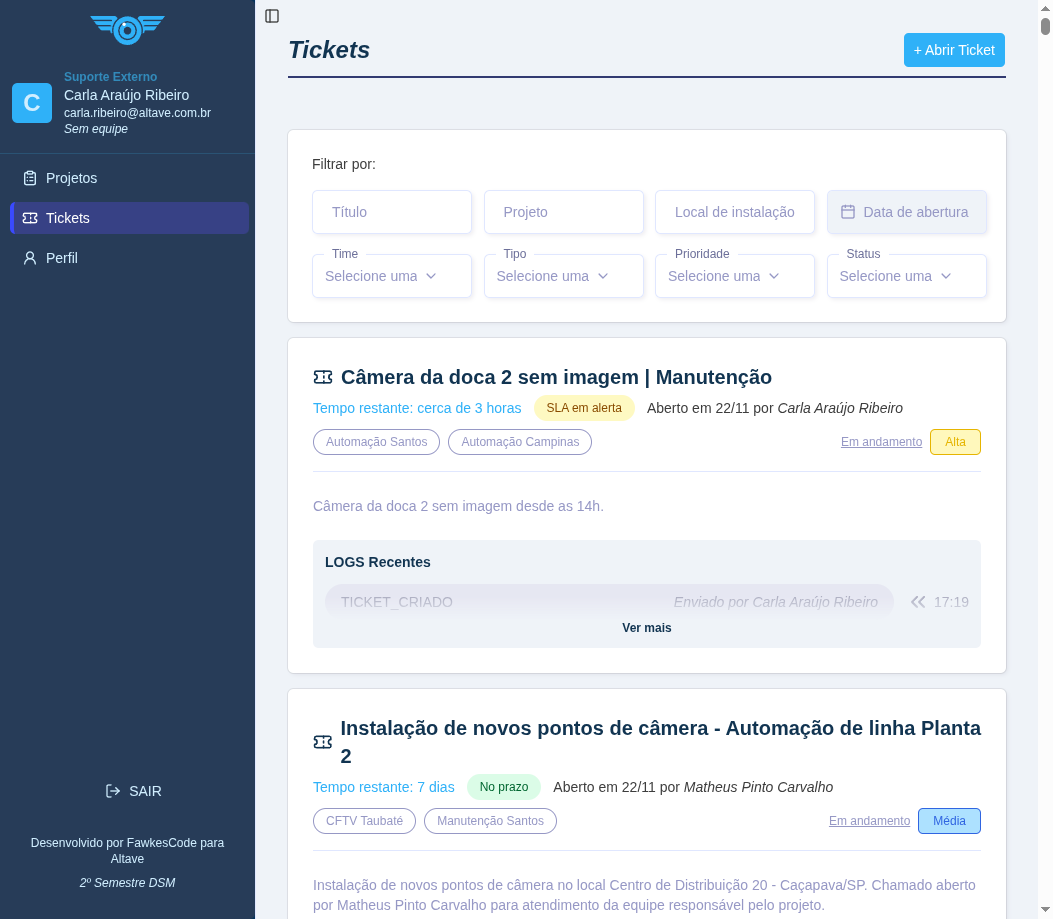 Suporte Externo
C
Carla Araújo Ribeiro
carla.ribeiro@altave.com.br
Sem equipe
Projetos
Tickets
Perfil
SAIR
Desenvolvido por FawkesCode para
Altave
2º Semestre DSM
Tickets
+ Abrir Ticket
Filtrar por:
Título
Projeto
Local de instalação
Data de abertura
Time
Selecione uma
Tipo
Selecione uma
Prioridade
Selecione uma
Status
Selecione uma
Câmera da doca 2 sem imagem | Manutenção
Tempo restante: cerca de 3 horas
SLA em alerta
Aberto em 22/11 por Carla Araújo Ribeiro
Automação Santos
Automação Campinas
Em andamento
Alta
Câmera da doca 2 sem imagem desde as 14h.
LOGS Recentes
TICKET_CRIADO
Enviado por Carla Araújo Ribeiro
17:19
Ver mais
Instalação de novos pontos de câmera - Automação de linha Planta
2
Tempo restante: 7 dias
No prazo
Aberto em 22/11 por Matheus Pinto Carvalho
CFTV Taubaté
Manutenção Santos
Em andamento
Média
Instalação de novos pontos de câmera no local Centro de Distribuição 20 - Caçapava/SP. Chamado aberto
por Matheus Pinto Carvalho para atendimento da equipe responsável pelo projeto.